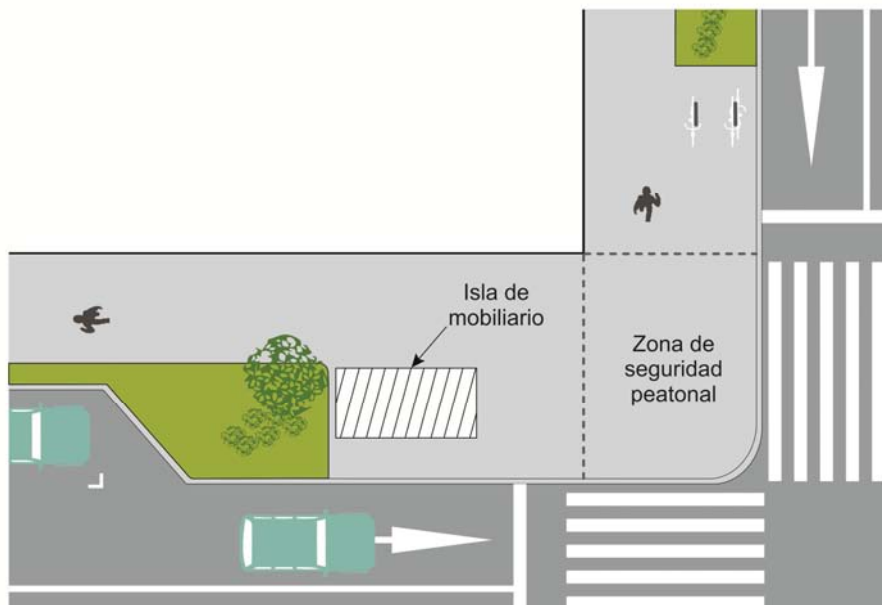 Isla de
mobiliario
Zona de
seguridad
peatonal